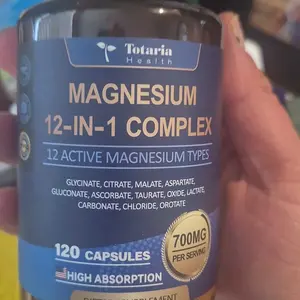 Totaria
Health
MAGNESIUM
12-IN-1 COMPLEX
12 ACTIVE MAGNESIUM TYPES
GLYCINATE, CITRATE, MALATE, ASPARTATE,
GLUCONATE, ASCORBATE, TAURATE, OXIDE, LACTATE,
CARBONATE, CHLORIDE, OROTATE
120 CAPSULES
700MG
PER SERVING
HIGH ABSORPTION